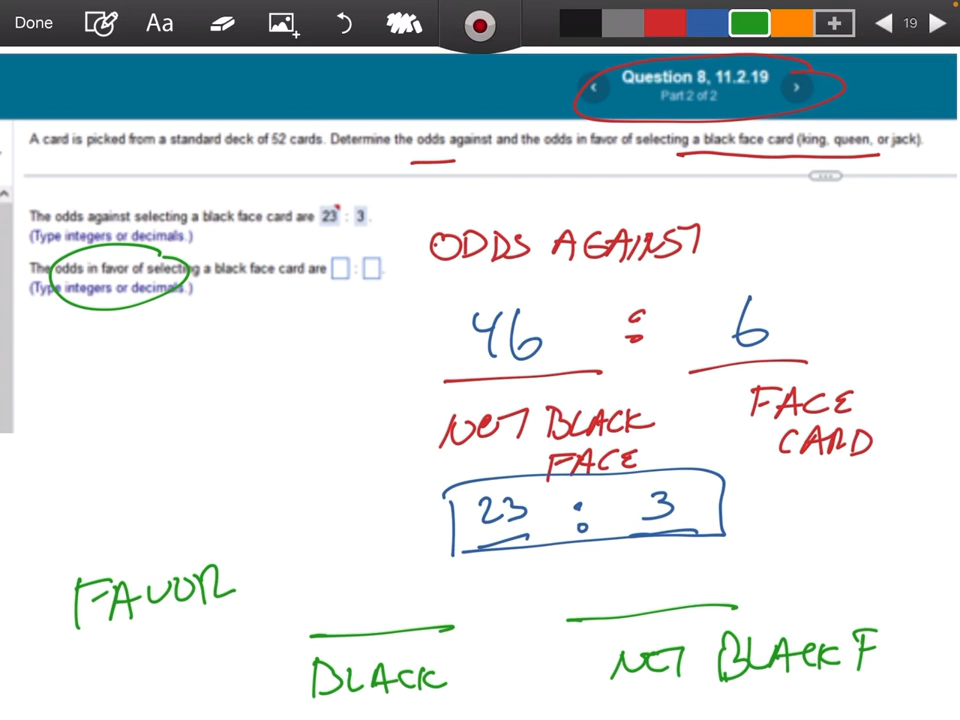 Done
Aa
19
Question 8, 11.2.19
Part 2 of 2
A card is picked from a standard deck of 52 cards. Determine the odds against and the odds in favor of selecting a black face card (king, queen, or jack).
The odds against selecting a black face card are 23 : 3.
(Type integers or decimals.)
The odds in favor of selecting a black face card are :
(Type integers or decimals.)
ODDS AGAINST
46 : 6
NOT BLACK FACE
FACE CARD
23 : 3
FAVOR
BLACK
NOT BLACK F